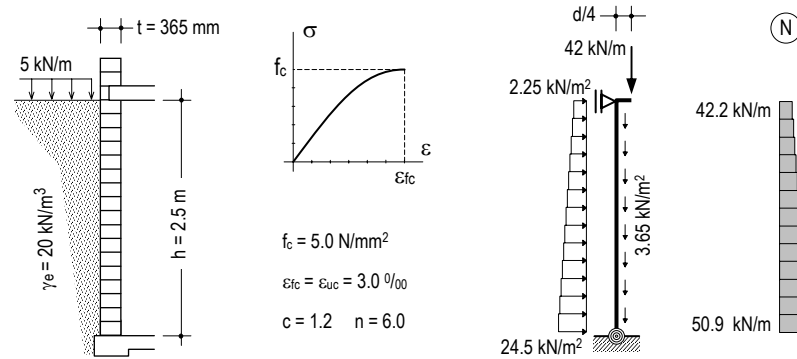 t = 365 mm
5 kN/m
γe = 20 kN/m³
h = 2.5 m
σ
fc
ε
εfc
fc = 5.0 N/mm²
εfc = εuc = 3.0 ⁰/₀₀
c = 1.2 n = 6.0
d/4
42 kN/m
2.25 kN/m²
3.65 kN/m²
24.5 kN/m²
N
42.2 kN/m
50.9 kN/m